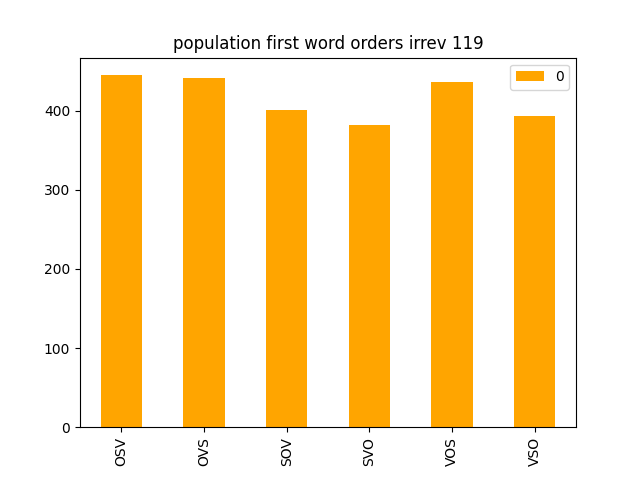 population first word orders irrev 119
0
400
300
200
100
0
OSV
OVS
SOV
SVO
VOS
VSO